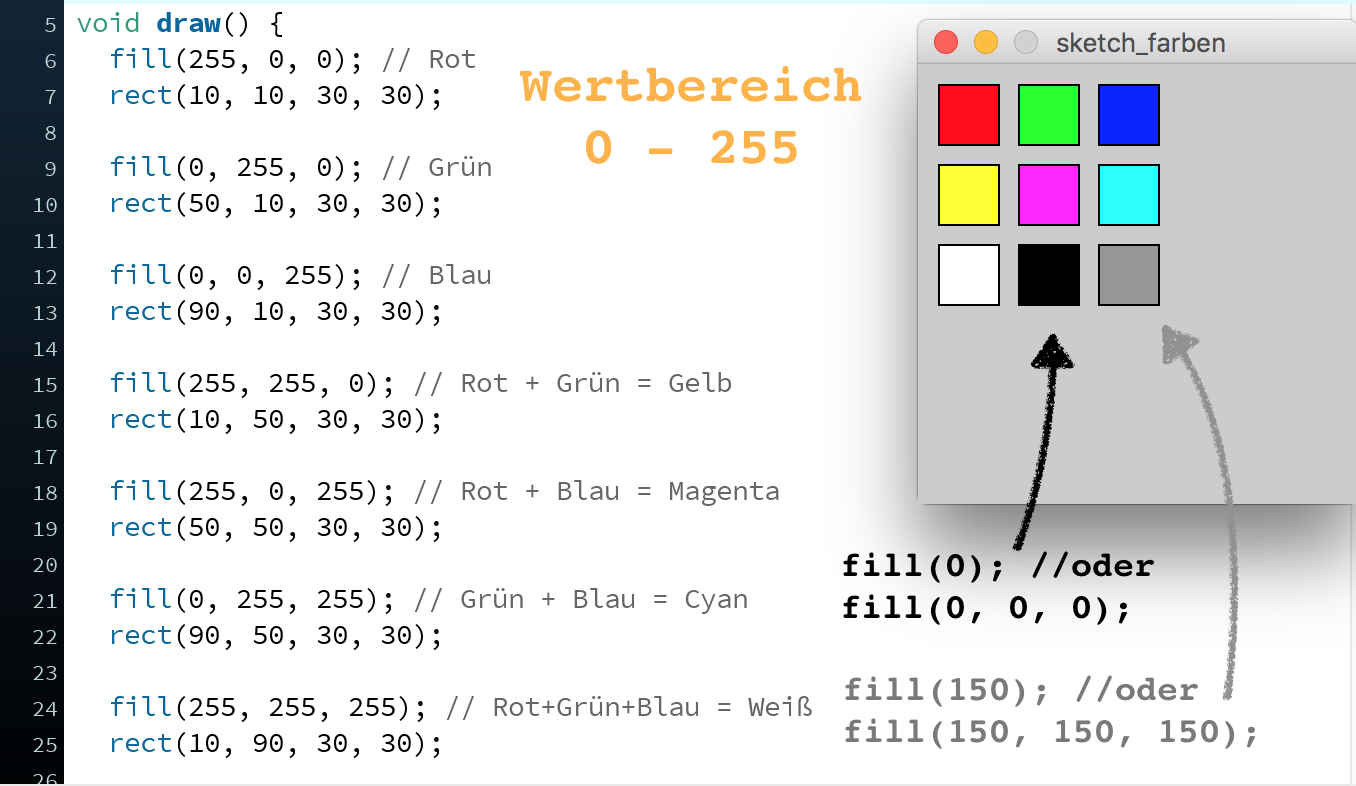 5 void draw() {
6 fill(255, 0, 0); // Rot
7 rect(10, 10, 30, 30);
8
9 fill(0, 255, 0); // Grün
10 rect(50, 10, 30, 30);
11
12 fill(0, 0, 255); // Blau
13 rect(90, 10, 30, 30);
14
15 fill(255, 255, 0); // Rot + Grün = Gelb
16 rect(10, 50, 30, 30);
17
18 fill(255, 0, 255); // Rot + Blau = Magenta
19 rect(50, 50, 30, 30);
20
21 fill(0, 255, 255); // Grün + Blau = Cyan
22 rect(90, 50, 30, 30);
23
24 fill(255, 255, 255); // Rot+Grün+Blau = Weiß
25 rect(10, 90, 30, 30);
26
Wertbereich
0 - 255
sketch_farben
fill(0); //oder
fill(0, 0, 0);
fill(150); //oder
fill(150, 150, 150);